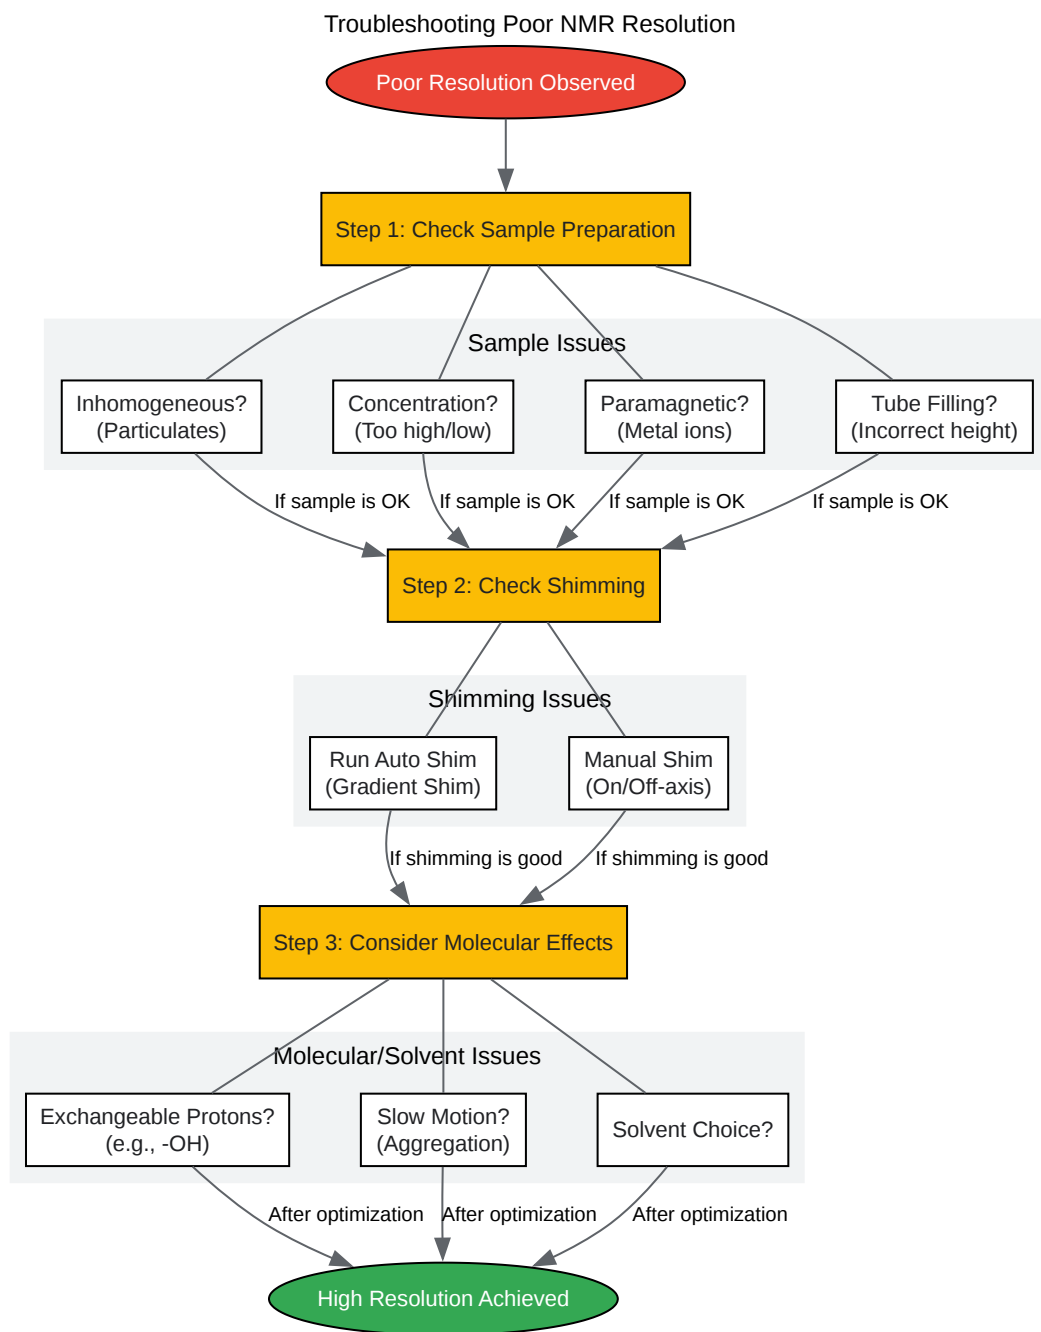 Troubleshooting Poor NMR Resolution
Poor Resolution Observed
Step 1: Check Sample Preparation
Sample Issues
Inhomogeneous?
(Particulates)
Concentration?
(Too high/low)
Paramagnetic?
(Metal ions)
Tube Filling?
(Incorrect height)
If sample is OK
If sample is OK
If sample is OK
If sample is OK
Step 2: Check Shimming
Shimming Issues
Run Auto Shim
(Gradient Shim)
Manual Shim
(On/Off-axis)
If shimming is good
If shimming is good
Step 3: Consider Molecular Effects
Molecular/Solvent Issues
Exchangeable Protons?
(e.g., -OH)
Slow Motion?
(Aggregation)
Solvent Choice?
After optimization
After optimization
After optimization
High Resolution Achieved